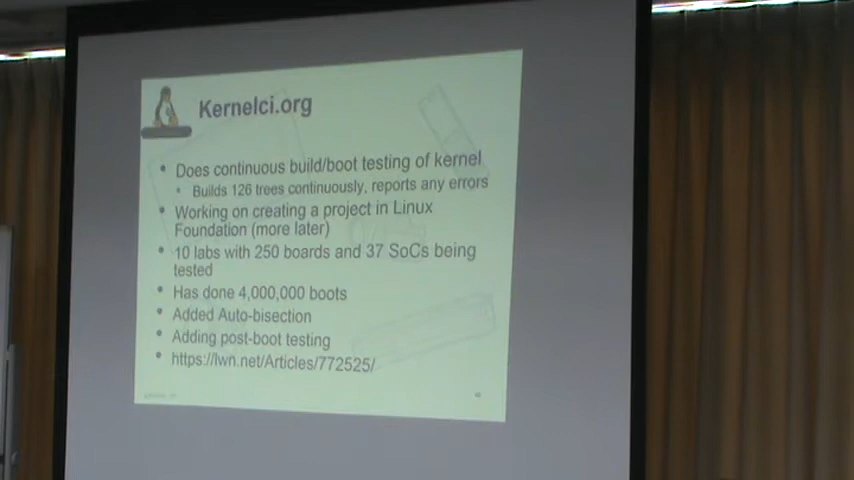 Kernelci.org
• Does continuous build/boot testing of kernel
• Builds 126 trees continuously, reports any errors
• Working on creating a project in Linux
Foundation (more later)
• 10 labs with 250 boards and 37 SoCs being
tested
• Has done 4,000,000 boots
• Added Auto-bisection
• Adding post-boot testing
• https://lwn.net/Articles/772525/